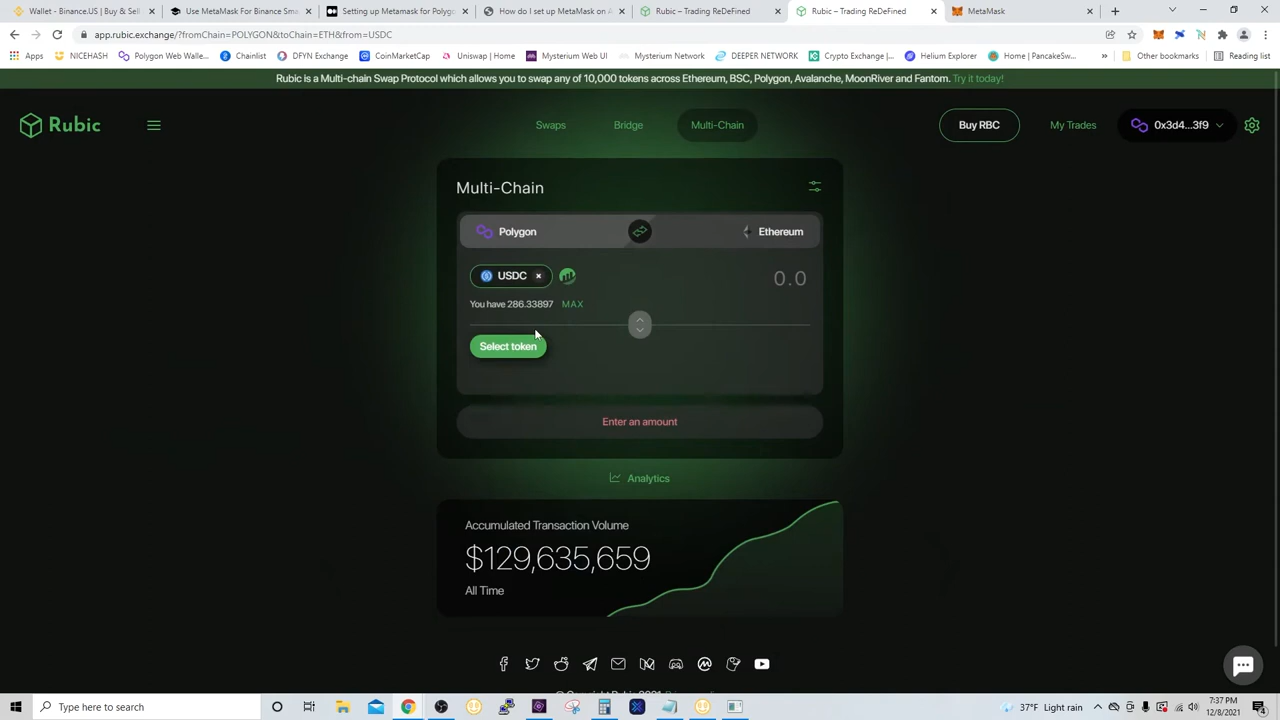 Wallet - Binance.US | Buy & Sell
Use MetaMask For Binance Sma
Setting up Metamask for Polygo
How do I set up MetaMask on A
Rubic – Trading ReDeFined
Rubic – Trading ReDeFined
MetaMask
app.rubic.exchange/?fromChain=POLYGON&toChain=ETH&from=USDC
Apps
NICEHASH
Polygon Web Walle...
Chainlist
DFYN Exchange
CoinMarketCap
Uniswap | Home
Mysterium Web UI
Mysterium Network
DEEPER NETWORK
Crypto Exchange |...
Helium Explorer
Home | PancakeSw...
»
Other bookmarks
Reading list
Rubic is a Multi-chain Swap Protocol which allows you to swap any of 10,000 tokens across Ethereum, BSC, Polygon, Avalanche, MoonRiver and Fantom. Try it today!
Rubic
Swaps
Bridge
Multi-Chain
Buy RBC
My Trades
0x3d4...3f9
Multi-Chain
Polygon
Ethereum
USDC
0.0
You have 286.33897
MAX
Select token
Enter an amount
Analytics
Accumulated Transaction Volume
$129,635,659
All Time
Type here to search
37°F Light rain
7:37 PM
12/8/2021